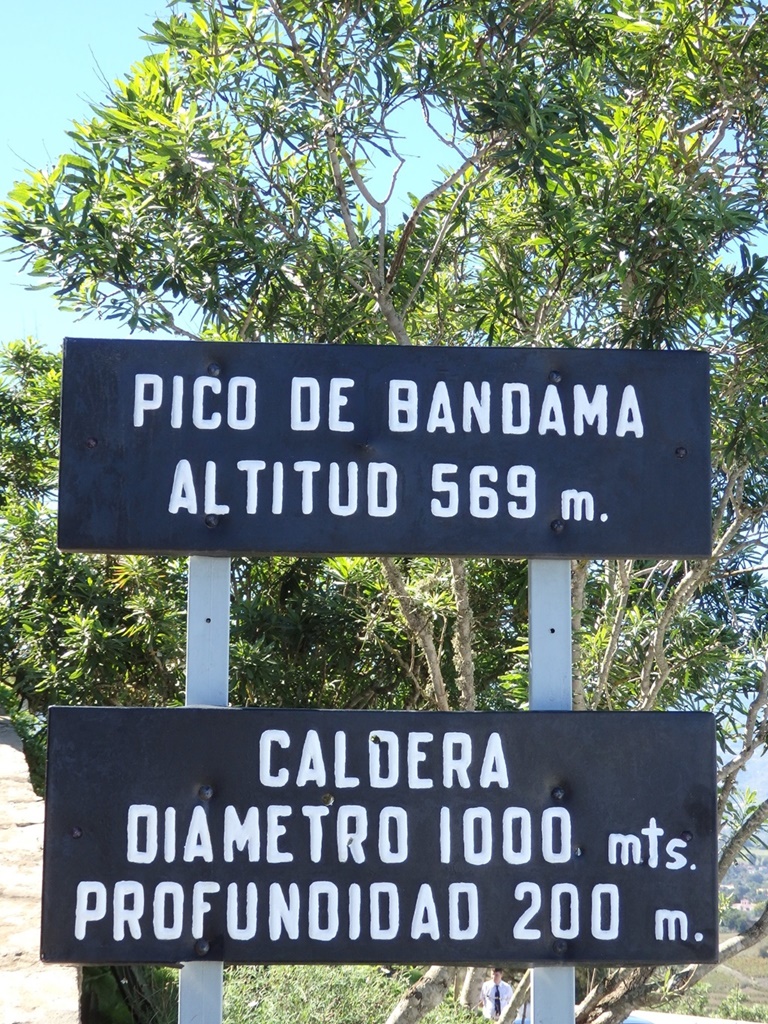 PICO DE BANDAMA
ALTITUD 569 m.
CALDERA
DIAMETRO 1000 mts.
PROFUNDIDAD 200 m.